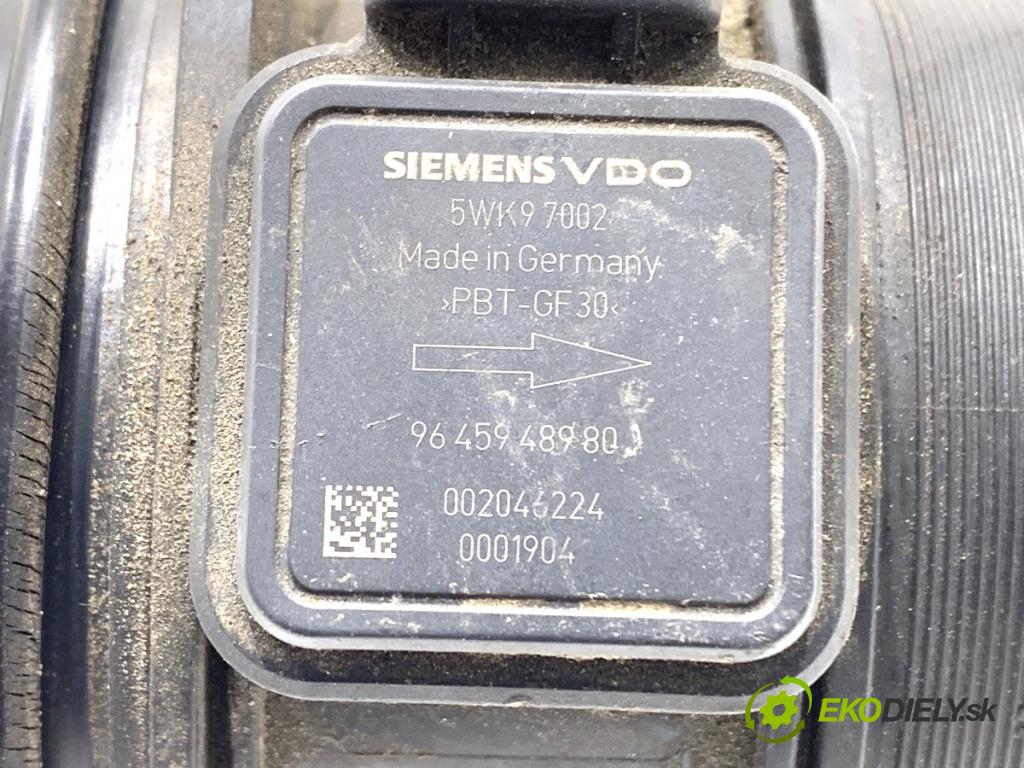 SIEMENS VDO
5WK9 7002
Made in Germany
›PBT-GF30‹
96 459 489 80
002046224
0001904
EKODIELY.sk